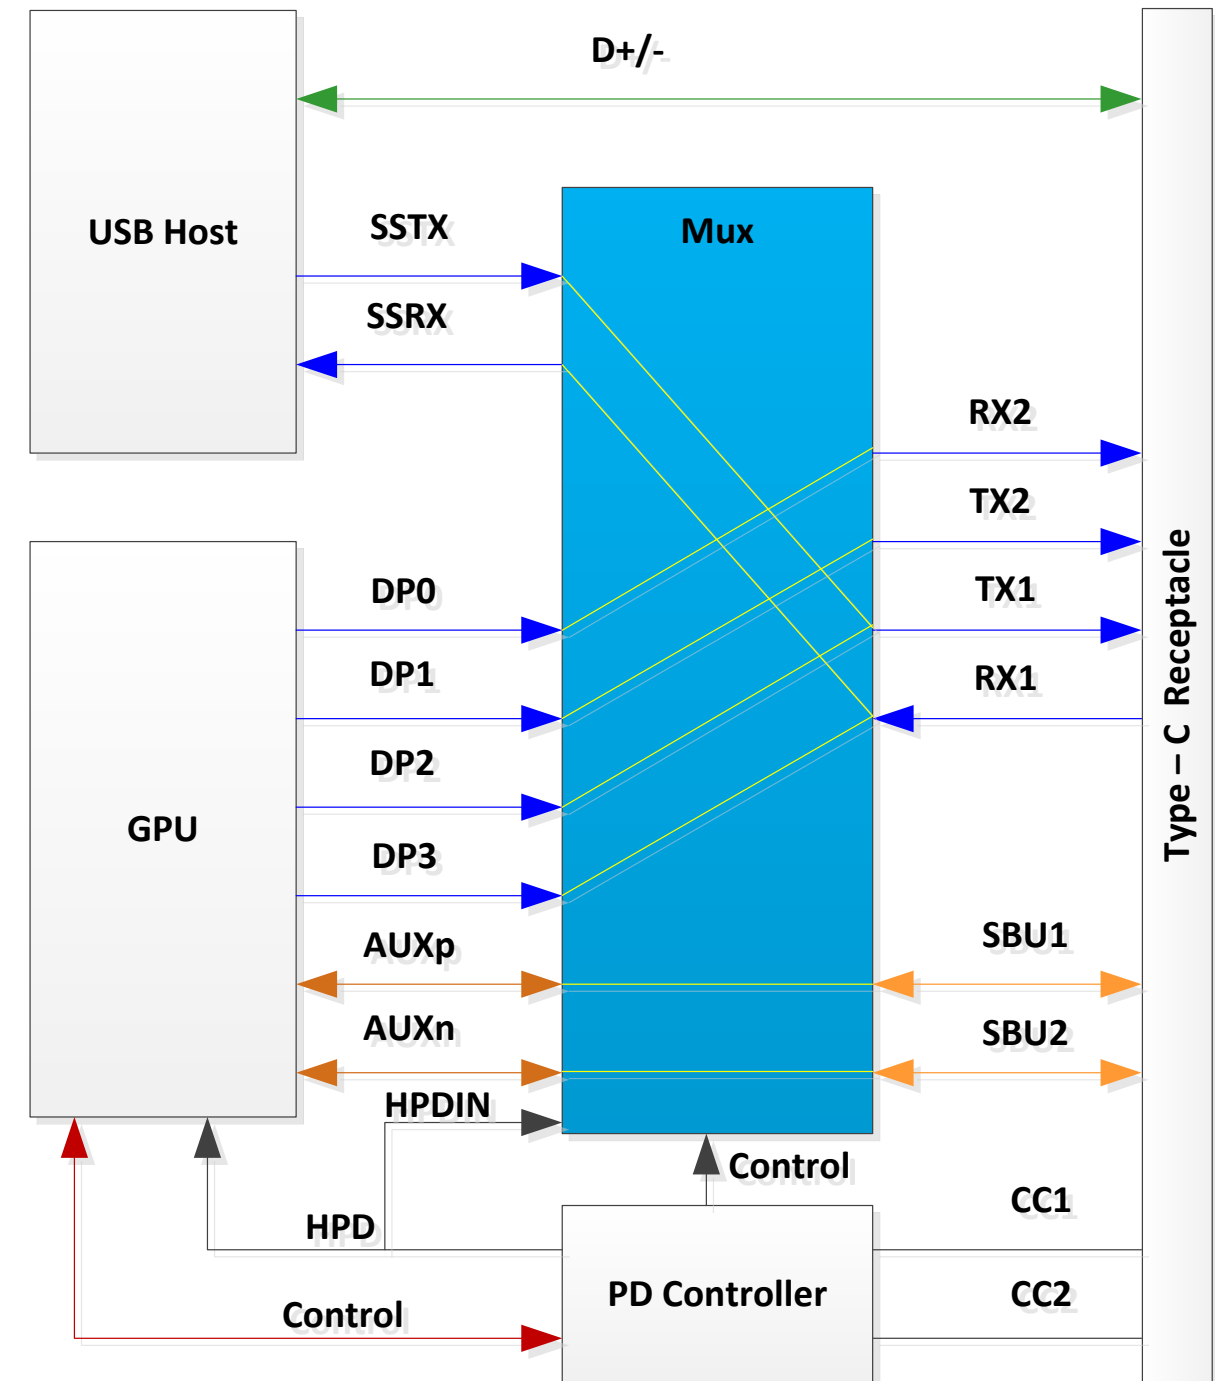 D+/-
USB Host
SSTX
SSRX
Mux
RX2
TX2
TX1
RX1
Type – C Receptacle
GPU
DP0
DP1
DP2
DP3
AUXp
AUXn
SBU1
SBU2
HPDIN
Control
HPD
Control
PD Controller
CC1
CC2